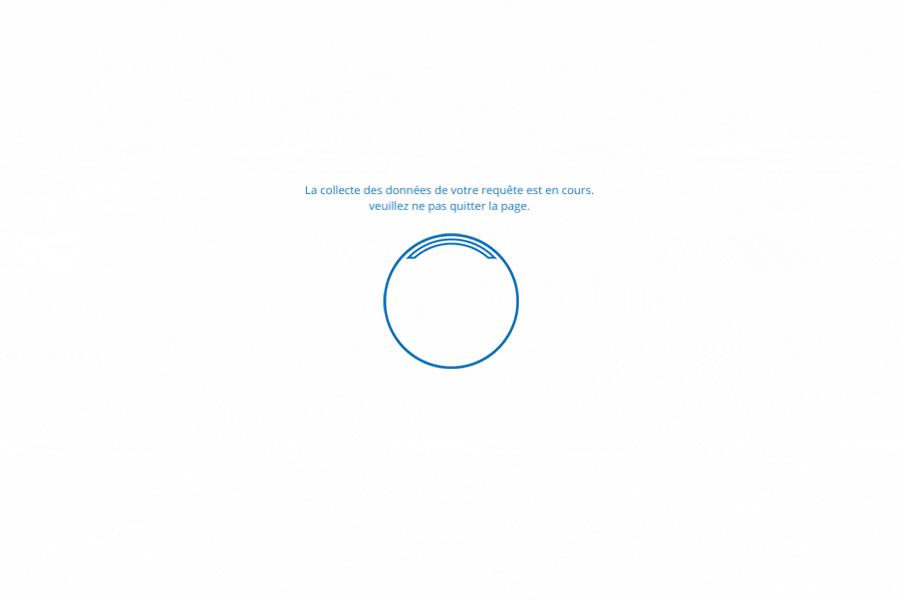 La collecte des données de votre requête est en cours.
veuillez ne pas quitter la page.